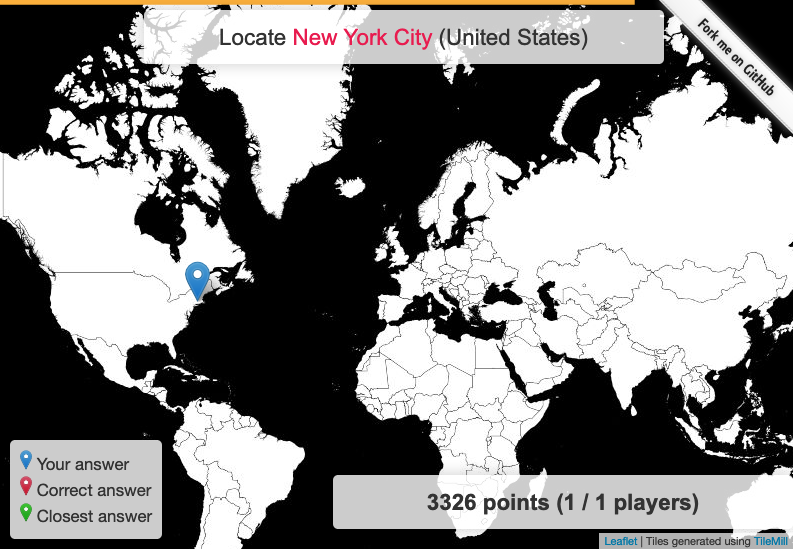 Locate New York City (United States)
Fork me on GitHub
Your answer
Correct answer
Closest answer
3326 points (1 / 1 players)
Leaflet | Tiles generated using TileMill